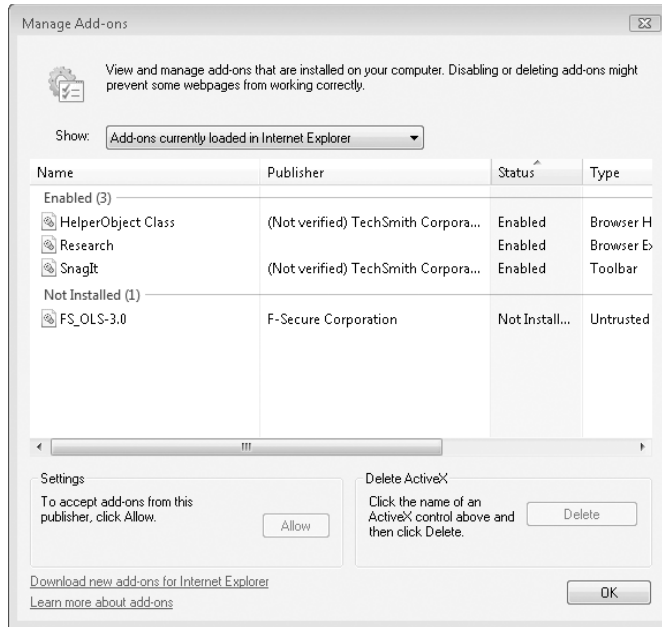 Manage Add-ons
View and manage add-ons that are installed on your computer. Disabling or deleting add-ons might
prevent some webpages from working correctly.
Show: Add-ons currently loaded in Internet Explorer
Name Publisher Status Type
Enabled (3)
HelperObject Class (Not verified) TechSmith Corpora... Enabled Browser H
Research Enabled Browser Ex
SnagIt (Not verified) TechSmith Corpora... Enabled Toolbar
Not Installed (1)
FS_OLS-3.0 F-Secure Corporation Not Install... Untrusted
Settings
To accept add-ons from this
publisher, click Allow.
Allow
Delete ActiveX
Click the name of an
ActiveX control above and
then click Delete.
Delete
Download new add-ons for Internet Explorer
Learn more about add-ons
OK